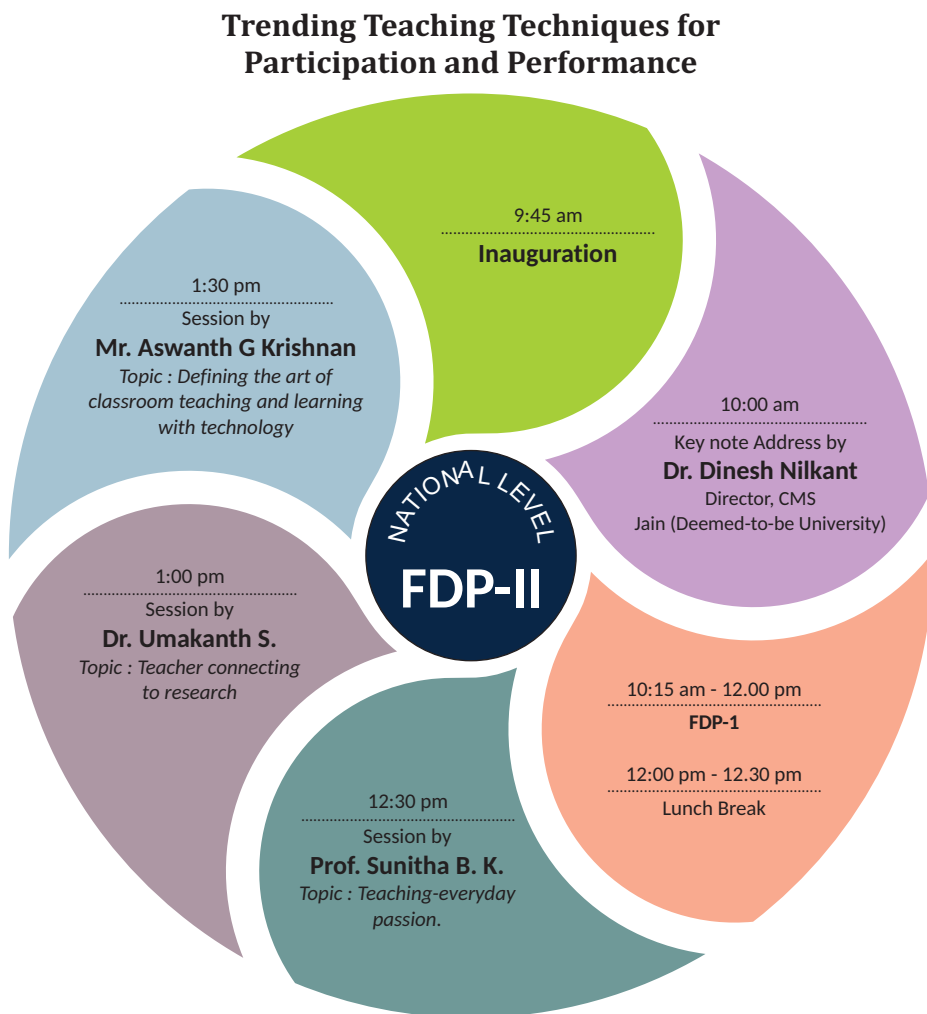 Trending Teaching Techniques for
Participation and Performance
9:45 am
Inauguration
10:00 am
Key note Address by
Dr. Dinesh Nilkant
Director, CMS
Jain (Deemed-to-be University)
10:15 am - 12.00 pm
FDP-1
12:00 pm - 12.30 pm
Lunch Break
12:30 pm
Session by
Prof. Sunitha B. K.
Topic : Teaching-everyday
passion.
1:00 pm
Session by
Dr. Umakanth S.
Topic : Teacher connecting
to research
1:30 pm
Session by
Mr. Aswanth G Krishnan
Topic : Defining the art of
classroom teaching and learning
with technology
NATIONAL LEVEL
FDP-II